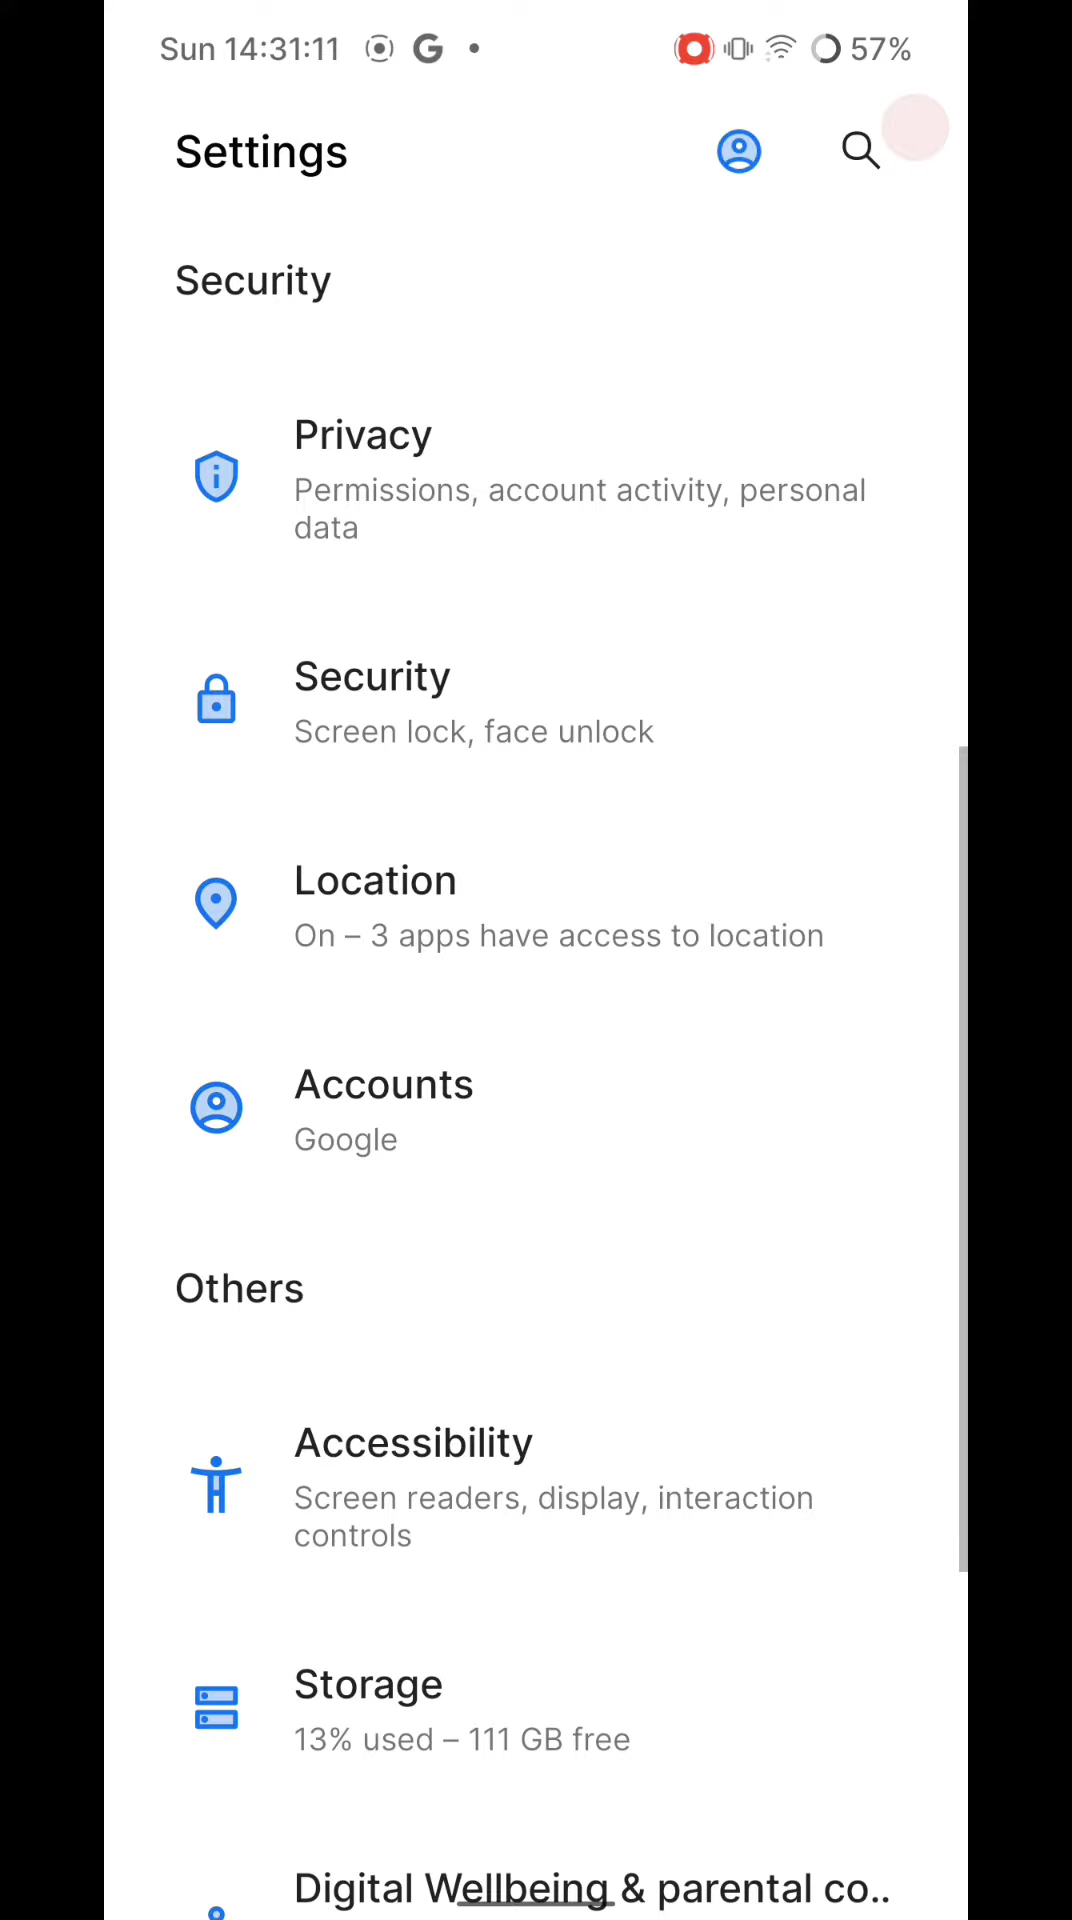 Sun 14:31:11 G • 57%
Settings
Security
Privacy
Permissions, account activity, personal
data
Security
Screen lock, face unlock
Location
On – 3 apps have access to location
Accounts
Google
Others
Accessibility
Screen readers, display, interaction
controls
Storage
13% used – 111 GB free
Digital Wellbeing & parental co..